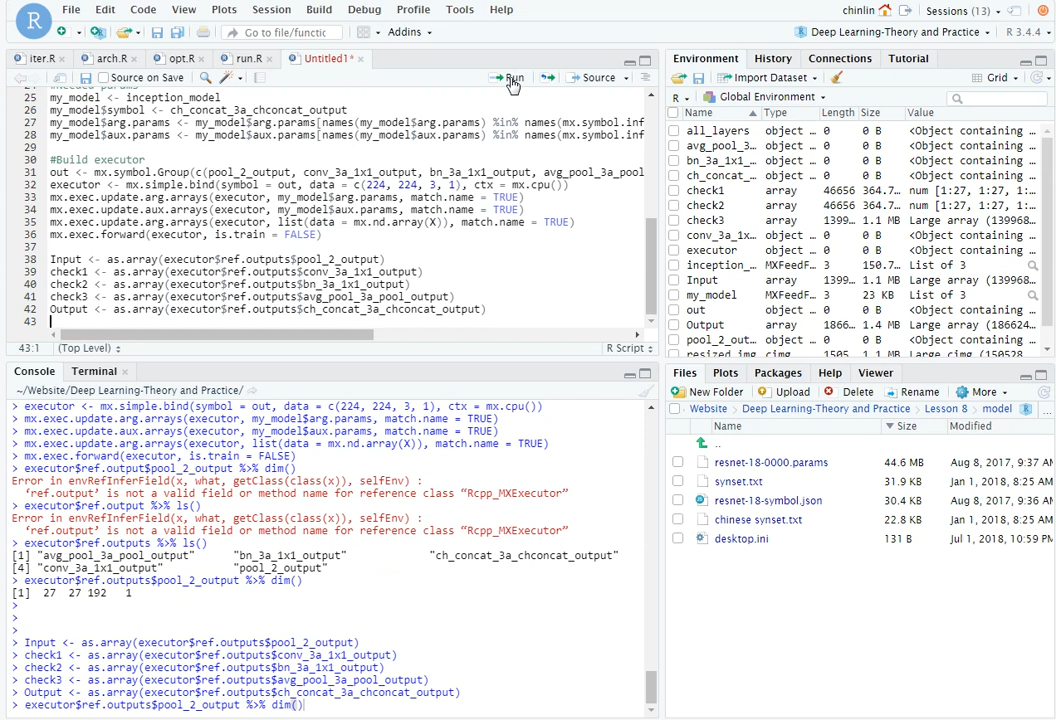 File Edit Code View Plots Session Build Debug Profile Tools Help
chinlin Sessions (13)
Go to file/functic Addins
Deep Learning-Theory and Practice R 3.4.4
iter.R arch.R opt.R run.R Untitled1*
Source on Save Run Source
25 my_model <- inception_model
26 my_model$symbol <- ch_concat_3a_chconcat_output
27 my_model$arg.params <- my_model$arg.params[names(my_model$arg.params) %in% names(mx.symbol.inf
28 my_model$aux.params <- my_model$aux.params[names(my_model$aux.params) %in% names(mx.symbol.inf
29
30 #Build executor
31 out <- mx.symbol.Group(c(pool_2_output, conv_3a_1x1_output, bn_3a_1x1_output, avg_pool_3a_pool
32 executor <- mx.simple.bind(symbol = out, data = c(224, 224, 3, 1), ctx = mx.cpu())
33 mx.exec.update.arg.arrays(executor, my_model$arg.params, match.name = TRUE)
34 mx.exec.update.aux.arrays(executor, my_model$aux.params, match.name = TRUE)
35 mx.exec.update.arg.arrays(executor, list(data = mx.nd.array(X)), match.name = TRUE)
36 mx.exec.forward(executor, is.train = FALSE)
37
38 Input <- as.array(executor$ref.outputs$pool_2_output)
39 check1 <- as.array(executor$ref.outputs$conv_3a_1x1_output)
40 check2 <- as.array(executor$ref.outputs$bn_3a_1x1_output)
41 check3 <- as.array(executor$ref.outputs$avg_pool_3a_pool_output)
42 Output <- as.array(executor$ref.outputs$ch_concat_3a_chconcat_output)
43
43:1 (Top Level) R Script
Console Terminal
~/Website/Deep Learning-Theory and Practice/
> executor <- mx.simple.bind(symbol = out, data = c(224, 224, 3, 1), ctx = mx.cpu())
> mx.exec.update.arg.arrays(executor, my_model$arg.params, match.name = TRUE)
> mx.exec.update.aux.arrays(executor, my_model$aux.params, match.name = TRUE)
> mx.exec.update.arg.arrays(executor, list(data = mx.nd.array(X)), match.name = TRUE)
> mx.exec.forward(executor, is.train = FALSE)
> executor$ref.output$pool_2_output %>% dim()
Error in envRefInferField(x, what, getClass(class(x)), selfEnv) :
‘ref.output’ is not a valid field or method name for reference class “Rcpp_MXExecutor”
> executor$ref.output %>% ls()
Error in envRefInferField(x, what, getClass(class(x)), selfEnv) :
‘ref.output’ is not a valid field or method name for reference class “Rcpp_MXExecutor”
> executor$ref.outputs %>% ls()
[1] "avg_pool_3a_pool_output" "bn_3a_1x1_output" "ch_concat_3a_chconcat_output"
[4] "conv_3a_1x1_output" "pool_2_output"
> executor$ref.outputs$pool_2_output %>% dim()
[1] 27 27 192 1
>
>
>
> Input <- as.array(executor$ref.outputs$pool_2_output)
> check1 <- as.array(executor$ref.outputs$conv_3a_1x1_output)
> check2 <- as.array(executor$ref.outputs$bn_3a_1x1_output)
> check3 <- as.array(executor$ref.outputs$avg_pool_3a_pool_output)
> Output <- as.array(executor$ref.outputs$ch_concat_3a_chconcat_output)
> executor$ref.outputs$pool_2_output %>% dim()
Environment History Connections Tutorial
Import Dataset Grid
R Global Environment
Name Type Length Size Value
all_layers object … 0 0 B <Object containing …
avg_pool_3… object … 0 0 B <Object containing …
bn_3a_1x1_… object … 0 0 B <Object containing …
ch_concat_… object … 0 0 B <Object containing …
check1 array 46656 364.7… num [1:27, 1:27, 1:…
check2 array 46656 364.7… num [1:27, 1:27, 1:…
check3 array 1399… 1.1 MB Large array (139968…
conv_3a_1x… object … 0 0 B <Object containing …
executor object … 0 0 B <Object containing …
inception_… MXFeedF… 3 150.7… List of 3
Input array 1399… 1.1 MB Large array (139968…
my_model MXFeedF… 3 23 KB List of 3
out object … 0 0 B <Object containing …
Output array 1866… 1.4 MB Large array (186624…
pool_2_out… object … 0 0 B <Object containing …
Files Plots Packages Help Viewer
New Folder Upload Delete Rename More
Website Deep Learning-Theory and Practice Lesson 8 model
Name Size Modified
..
resnet-18-0000.params 44.6 MB Aug 8, 2017, 9:37 AM
synset.txt 31.9 KB Jan 1, 2018, 8:25 AM
resnet-18-symbol.json 30.4 KB Aug 8, 2017, 9:36 AM
chinese synset.txt 22.8 KB Jan 1, 2018, 8:25 AM
desktop.ini 131 B Jul 1, 2018, 10:59 PM